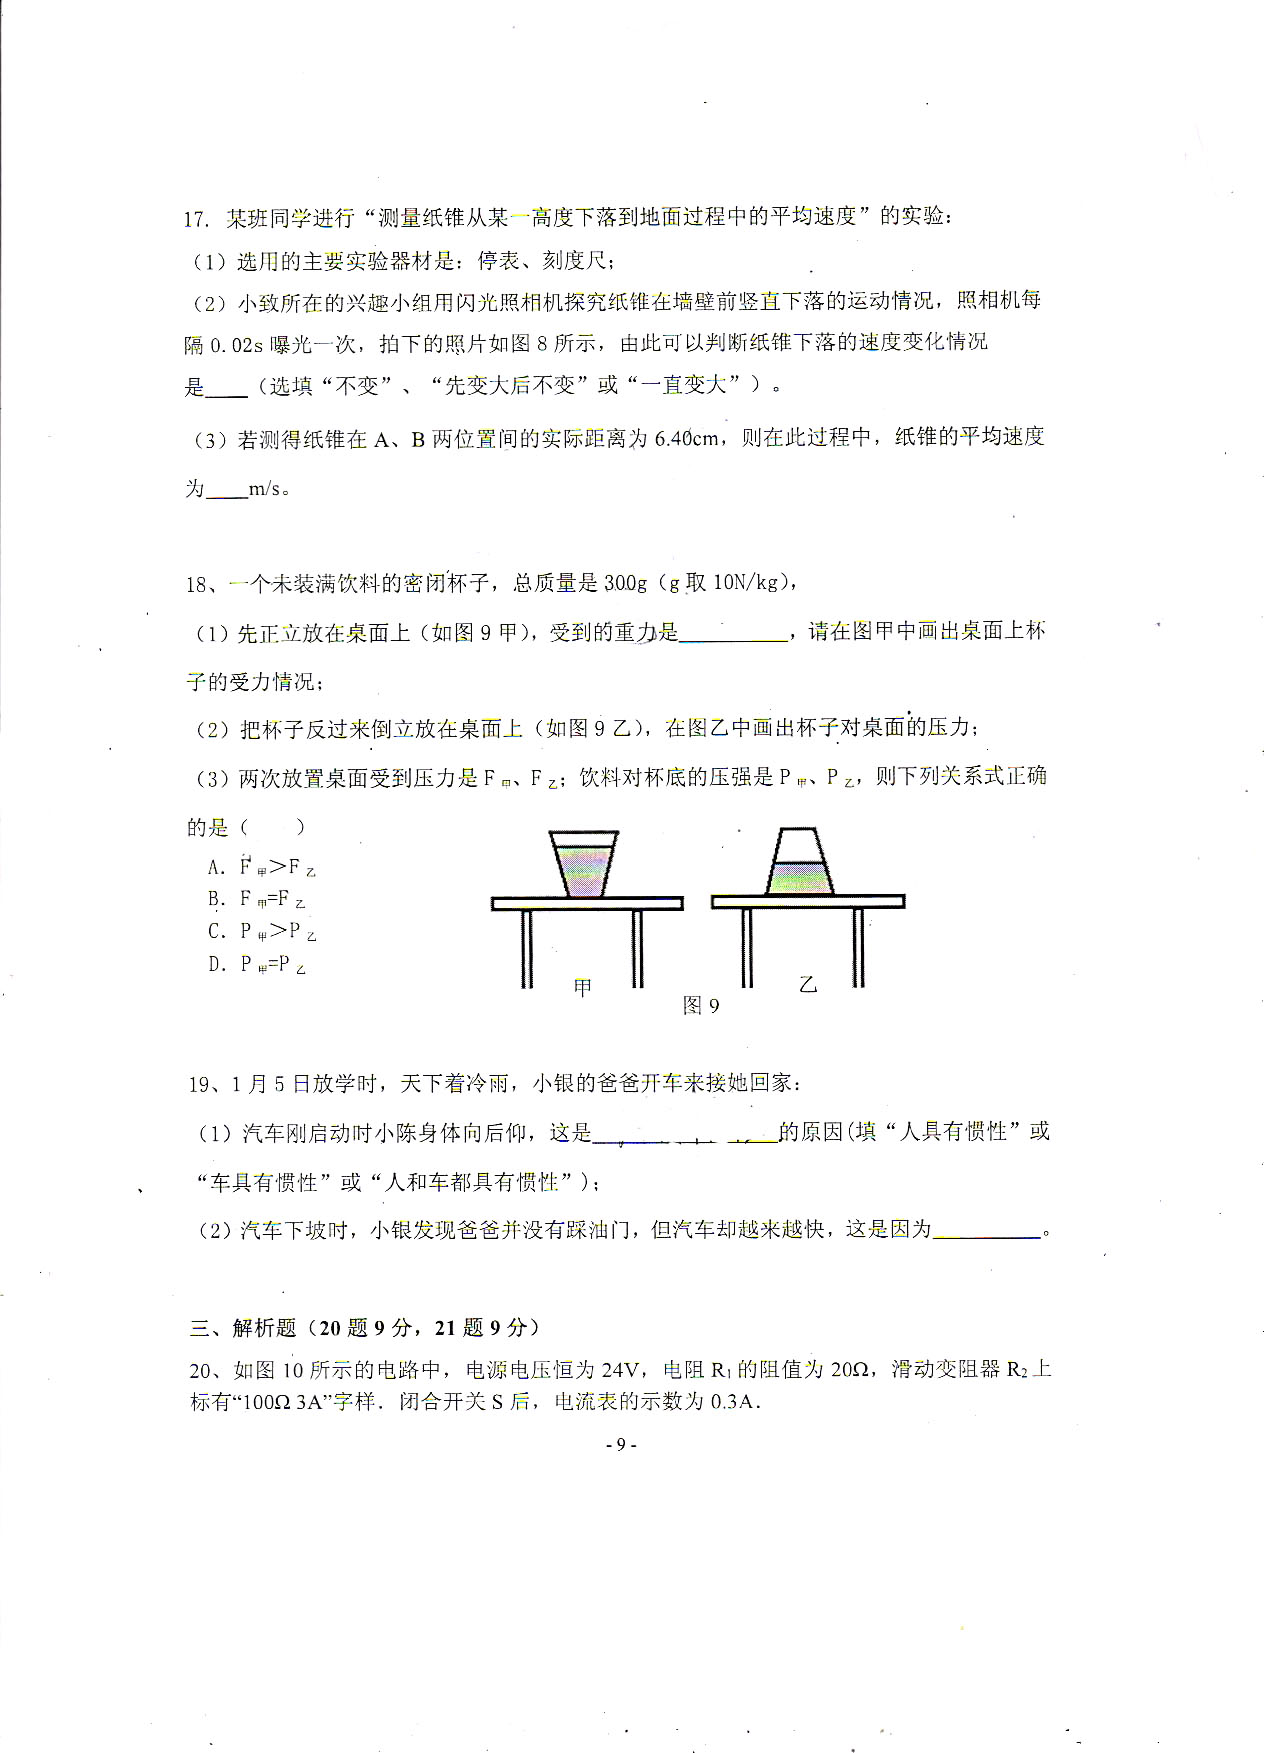 17. 某班同学进行“测量纸锥从某一高度下落到地面过程中的平均速度”的实验：
（1）选用的主要实验器材是：停表、刻度尺；
（2）小致所在的兴趣小组用闪光照相机探究纸锥在墙壁前竖直下落的运动情况，照相机每
隔 0.02s 曝光一次，拍下的照片如图 8 所示，由此可以判断纸锥下落的速度变化情况
是____（选填“不变”、“先变大后不变”或“一直变大”）。
（3）若测得纸锥在 A、B 两位置间的实际距离为 6.40cm，则在此过程中，纸锥的平均速度
为____m/s。
18、一个未装满饮料的密闭杯子，总质量是 300g（g 取 10N/kg），
（1）先正立放在桌面上（如图 9 甲），受到的重力是__________，请在图甲中画出桌面上杯
子的受力情况；
（2）把杯子反过来倒立放在桌面上（如图 9 乙），在图乙中画出杯子对桌面的压力；
（3）两次放置桌面受到压力是 F 甲、F 乙；饮料对杯底的压强是 P 甲、P 乙，则下列关系式正确
的是（　　）
A. F 甲＞F 乙
B. F 甲=F 乙
C. P 甲＞P 乙
D. P 甲=P 乙
甲
乙
图 9
19、1 月 5 日放学时，天下着冷雨，小银的爸爸开车来接她回家：
（1）汽车刚启动时小陈身体向后仰，这是________________的原因(填“人具有惯性”或
“车具有惯性”或“人和车都具有惯性”)；
（2）汽车下坡时，小银发现爸爸并没有踩油门，但汽车却越来越快，这是因为__________。
三、解析题（20 题 9 分，21 题 9 分）
20、如图 10 所示的电路中，电源电压恒为 24V，电阻 R₁ 的阻值为 20Ω，滑动变阻器 R₂ 上
标有“100Ω 3A”字样．闭合开关 S 后，电流表的示数为 0.3A．
- 9 -